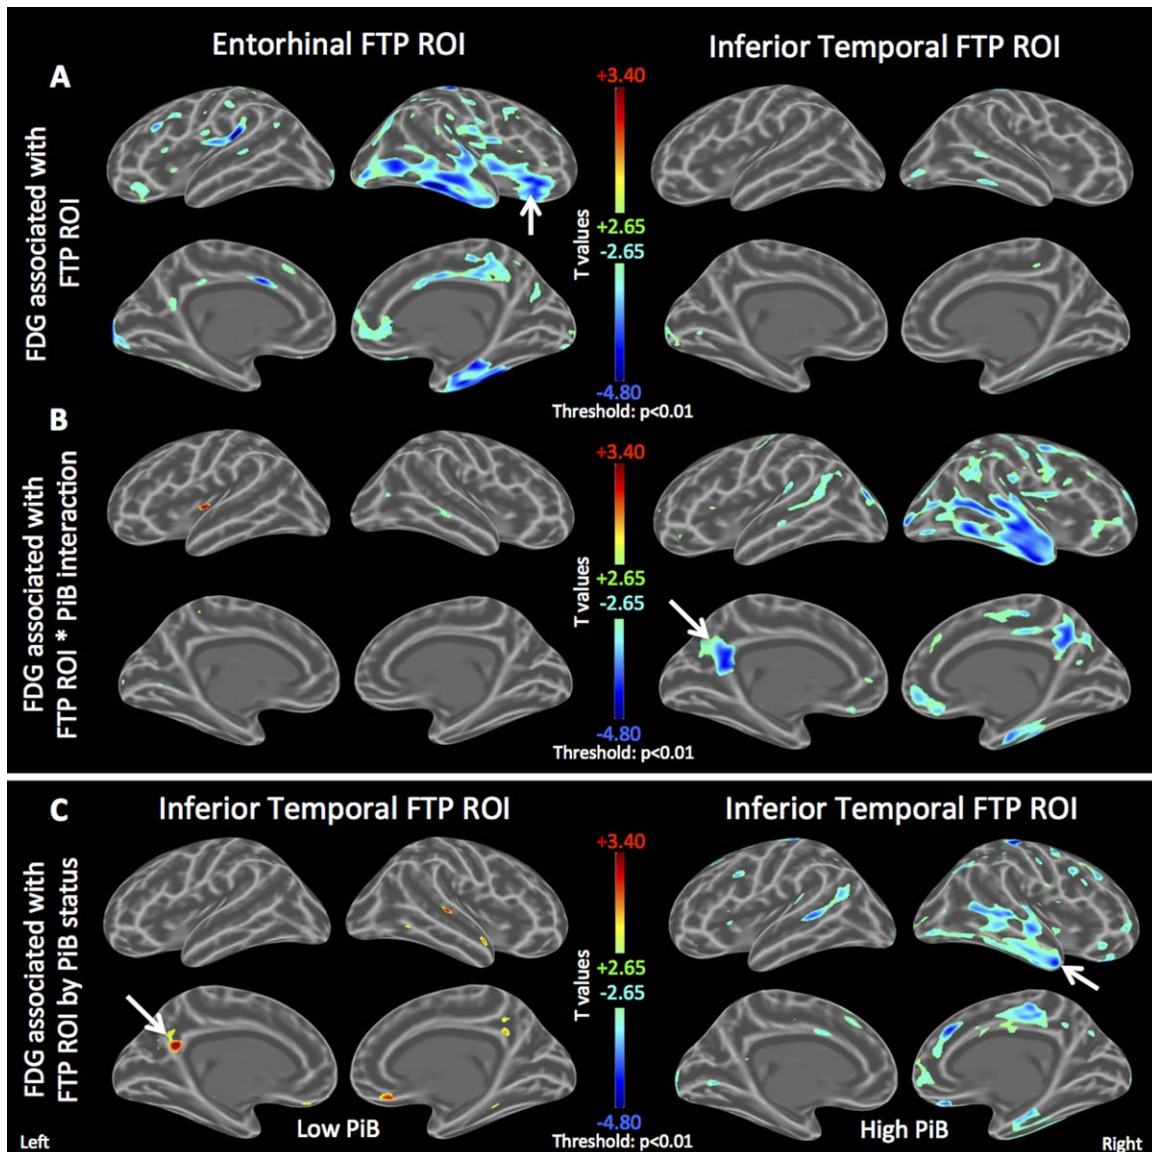 Entorhinal FTP ROI
Inferior Temporal FTP ROI
A
FDG associated with
FTP ROI
+3.40
T values
+2.65
-2.65
-4.80
Threshold: p<0.01
B
FDG associated with
FTP ROI * PiB interaction
+3.40
T values
+2.65
-2.65
-4.80
Threshold: p<0.01
C
Inferior Temporal FTP ROI
Inferior Temporal FTP ROI
FDG associated with
FTP ROI by PiB status
+3.40
T values
+2.65
-2.65
-4.80
Threshold: p<0.01
Low PiB
High PiB
Left
Right